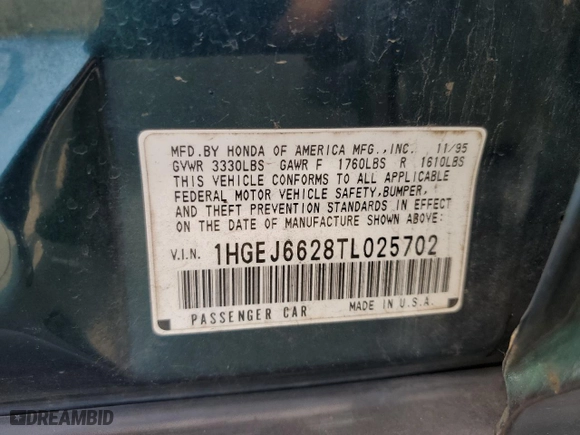 MFD.BY HONDA OF AMERICA MFG.,INC. 11/95
GVWR 3330LBS GAWR F 1760LBS R 1610LBS
THIS VEHICLE CONFORMS TO ALL APPLICABLE
FEDERAL MOTOR VEHICLE SAFETY,BUMPER,
AND THEFT PREVENTION STANDARDS IN EFFECT
ON THE DATE OF MANUFACTURE SHOWN ABOVE:
V.I.N. 1HGEJ6628TL025702
PASSENGER CAR MADE IN U.S.A.
DREAMBID